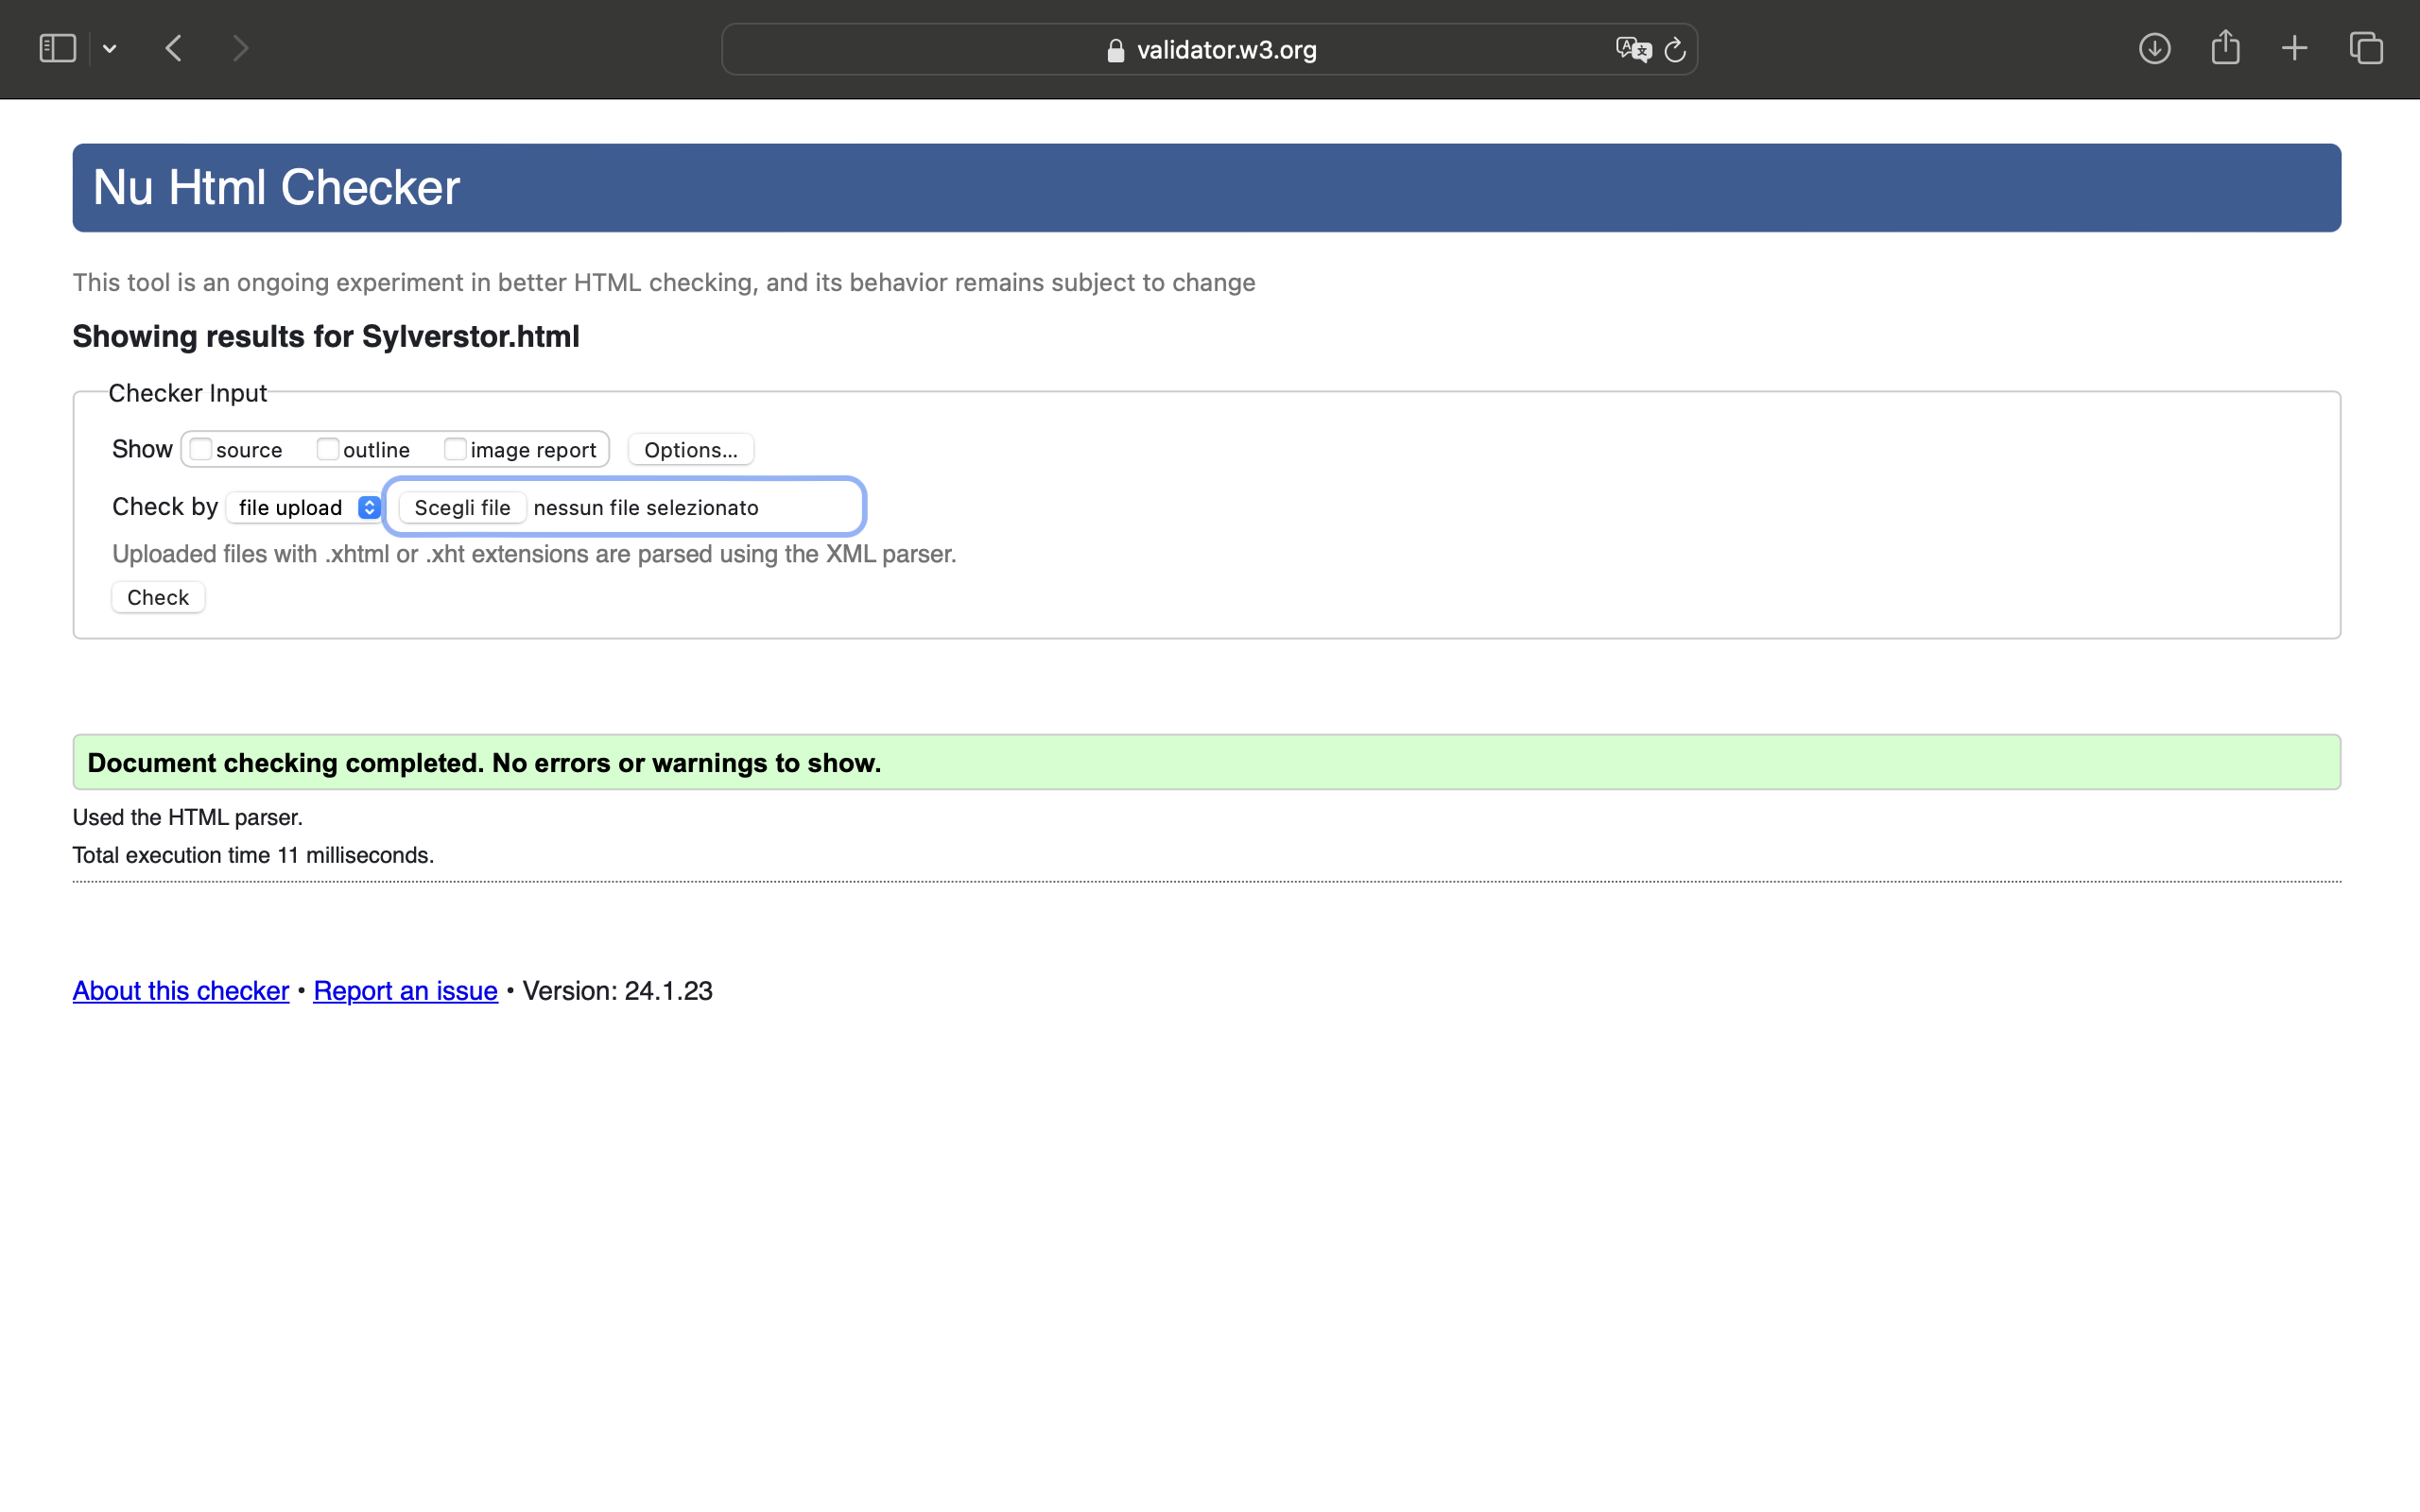 validator.w3.org
Nu Html Checker
This tool is an ongoing experiment in better HTML checking, and its behavior remains subject to change
Showing results for Sylverstor.html
Checker Input
Show source outline image report Options...
Check by file upload Scegli file nessun file selezionato
Uploaded files with .xhtml or .xht extensions are parsed using the XML parser.
Check
Document checking completed. No errors or warnings to show.
Used the HTML parser.
Total execution time 11 milliseconds.
About this checker • Report an issue • Version: 24.1.23